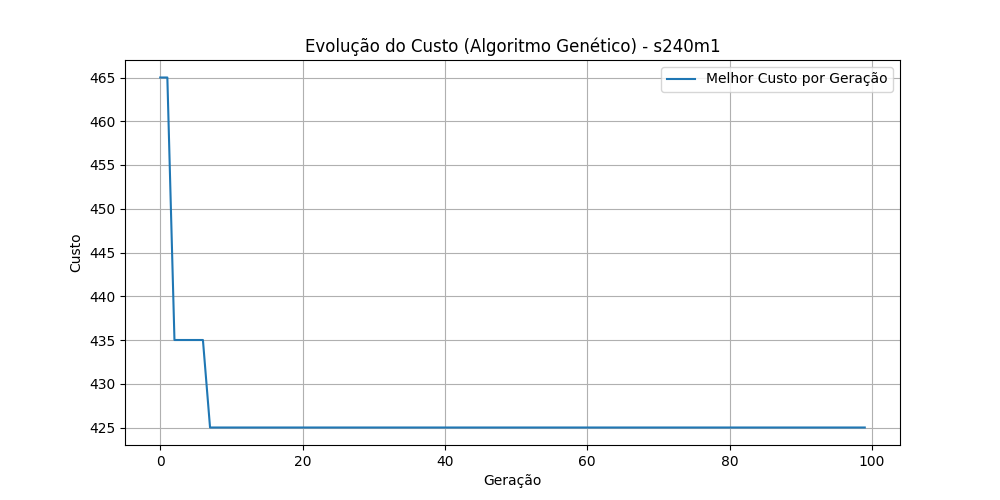 Evolução do Custo (Algoritmo Genético) - s240m1
Melhor Custo por Geração
465
460
455
450
445
440
435
430
425
Custo
0 20 40 60 80 100
Geração